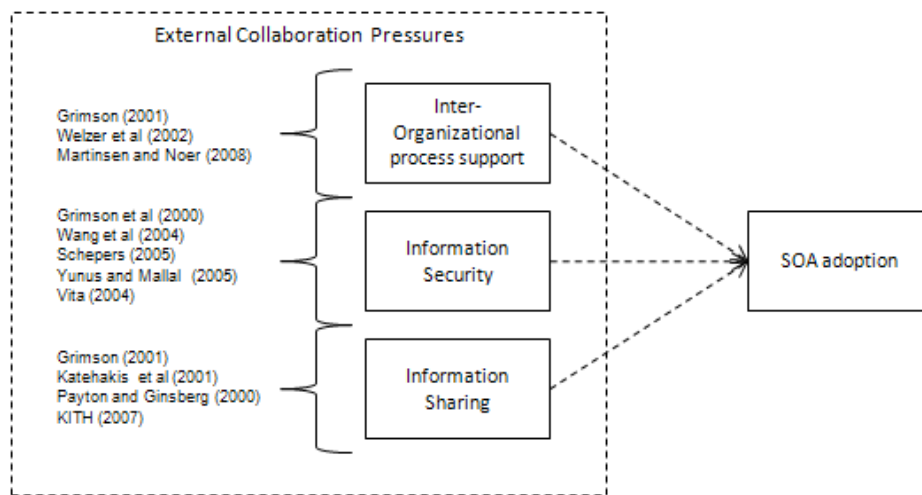 External Collaboration Pressures
Grimson (2001)
Welzer et al (2002)
Martinsen and Noer (2008)
Inter-
Organizational
process support
Grimson et al (2000)
Wang et al (2004)
Schepers (2005)
Yunus and Mallal (2005)
Vita (2004)
Information
Security
SOA adoption
Grimson (2001)
Katehakis et al (2001)
Payton and Ginsberg (2000)
KITH (2007)
Information
Sharing